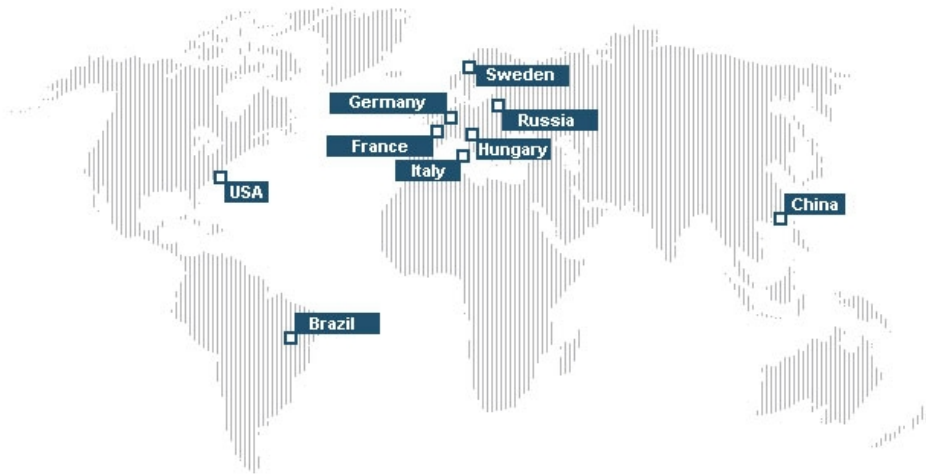 Sweden
Germany
Russia
France
Hungary
Italy
USA
China
Brazil